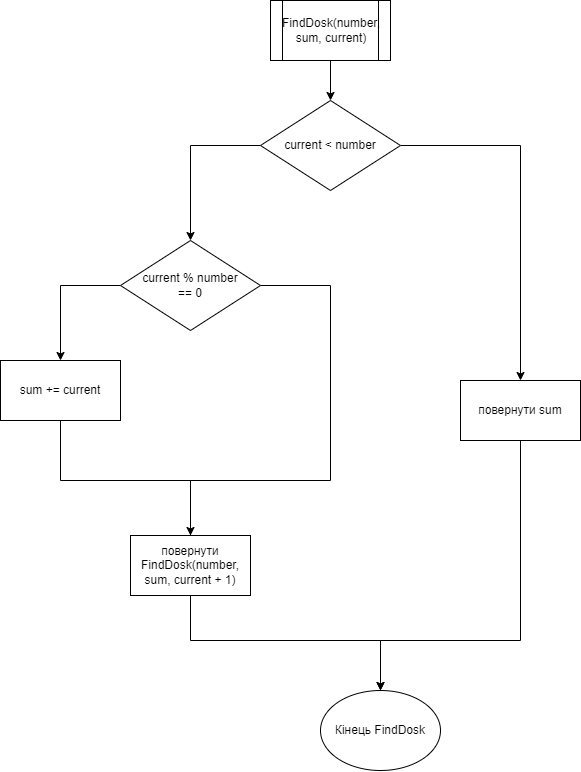 FindDosk(number
sum, current)
current < number
current % number
== 0
sum += current
повернути sum
повернути
FindDosk(number,
sum, current + 1)
Кінець FindDosk